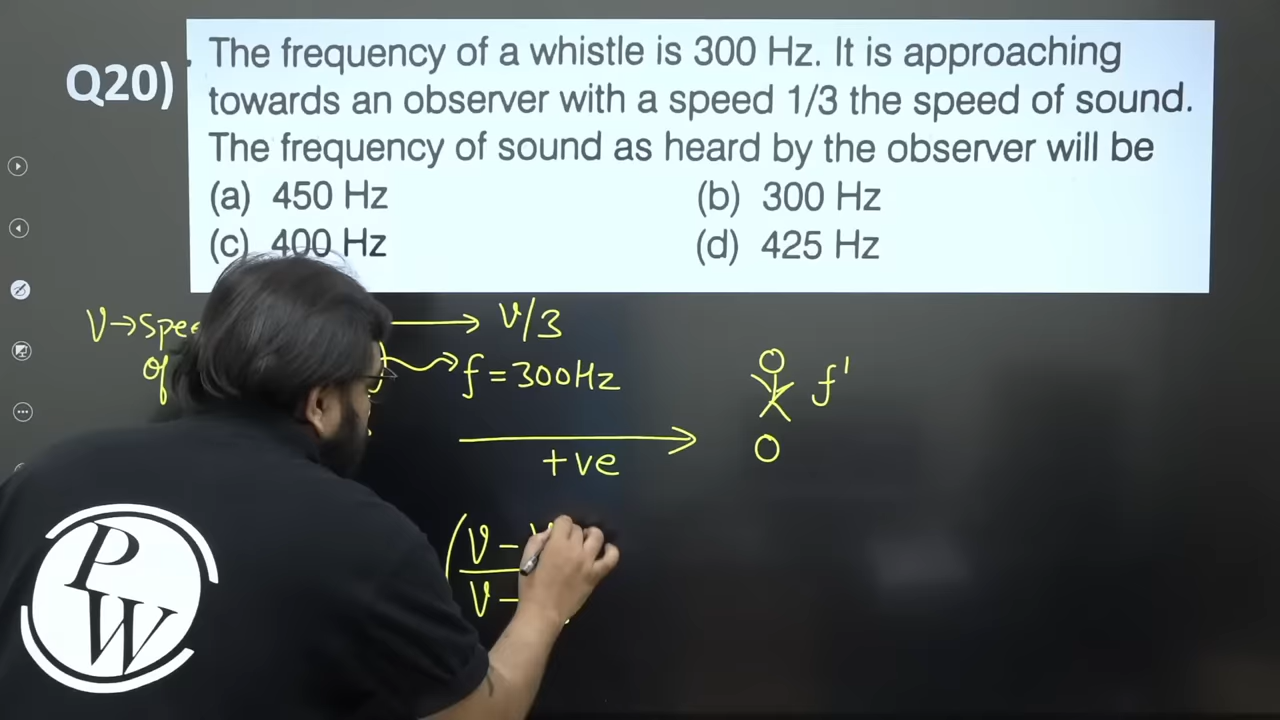 Q20)
The frequency of a whistle is 300 Hz. It is approaching
towards an observer with a speed 1/3 the speed of sound.
The frequency of sound as heard by the observer will be
(a) 450 Hz (b) 300 Hz
(c) 400 Hz (d) 425 Hz
V→Spee v/3
of f = 300Hz f'
+ve O
(V -
V -
PW